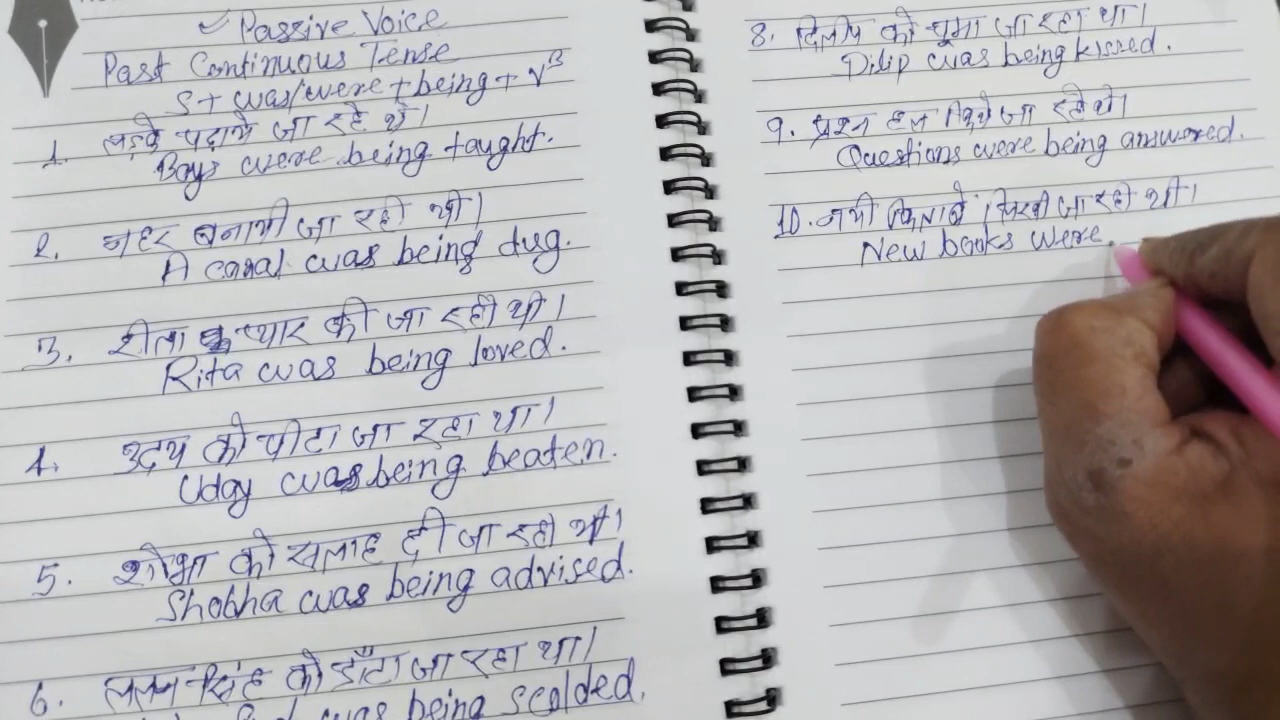 ✓ Passive Voice
Past Continuous Tense
S + was/were + being + V3
1. लड़के पढ़ाये जा रहे थे।
Boys were being taught.
2. नहर बनायी जा रही थी।
A canal was being dug.
3. रीता प्यार की जा रही थी।
Rita was being loved.
4. उदय को पीटा जा रहा था।
Uday was being beaten.
5. शोभा को सलाह दी जा रही थी।
Shobha was being advised.
6. ललन सिंह को डाँटा जा रहा था।
was being scolded.
8. दिलीप को चूमा जा रहा था।
Dilip was being kissed.
9. प्रश्न हल किये जा रहे थे।
Questions were being answered.
10. नयी किताबें जा रही थी।
New books were